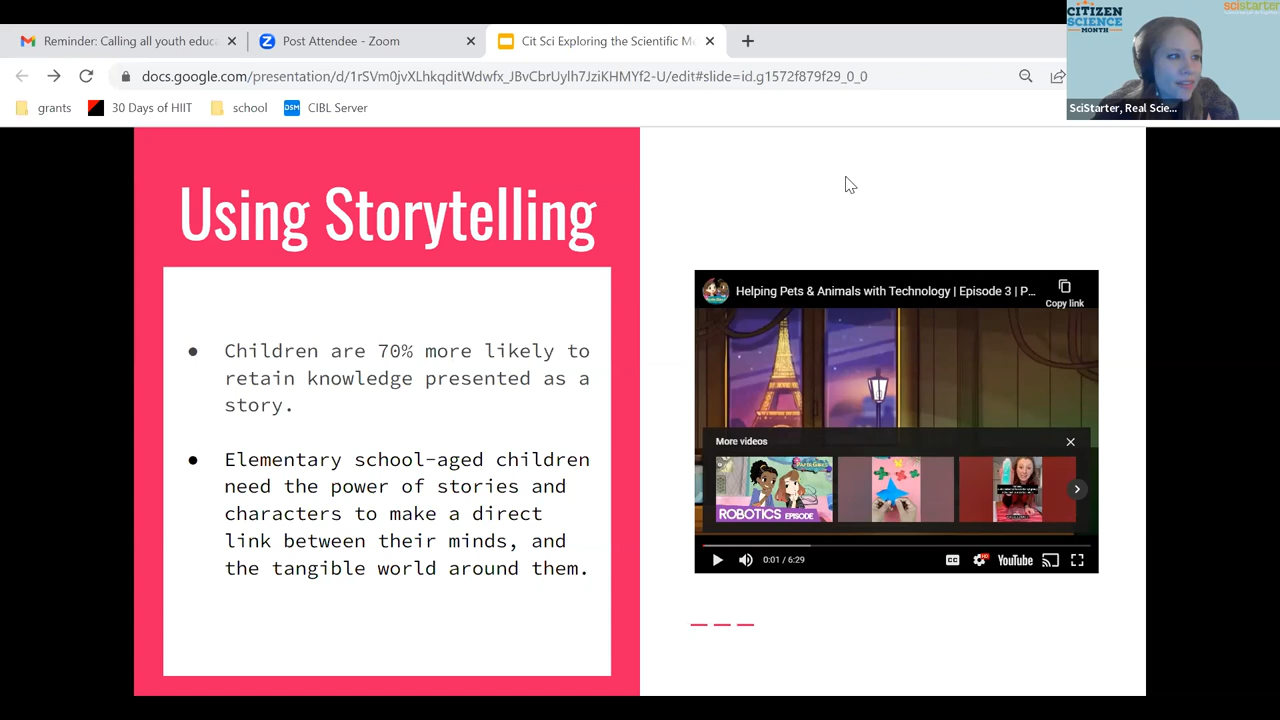 Reminder: Calling all youth educ
Post Attendee - Zoom
Cit Sci Exploring the Scientific M
docs.google.com/presentation/d/1rSVm0jvXLhkqditWdwfx_JBvCbrUylh7JziKHMYf2-U/edit#slide=id.g1572f879f29_0_0
grants
30 Days of HIIT
school
DSM
CIBL Server
CITIZEN
SCIENCE
MONTH
scistarter
SciStarter, Real Scie...
Using Storytelling
● Children are 70% more likely to
retain knowledge presented as a
story.
● Elementary school-aged children
need the power of stories and
characters to make a direct
link between their minds, and
the tangible world around them.
Helping Pets & Animals with Technology | Episode 3 | P...
Copy link
More videos
ROBOTICS EPISODE
0:01 / 6:29
CC
HD
YouTube